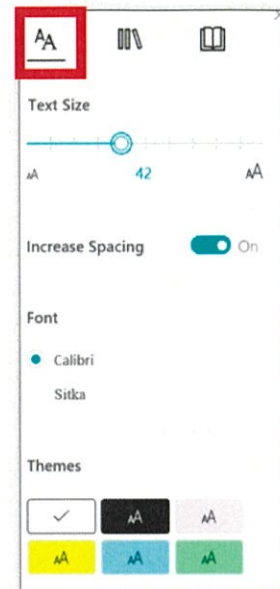 AA
Text Size
AA 42 AA
Increase Spacing On
Font
Calibri
Sitka
Themes
AA AA
AA AA AA